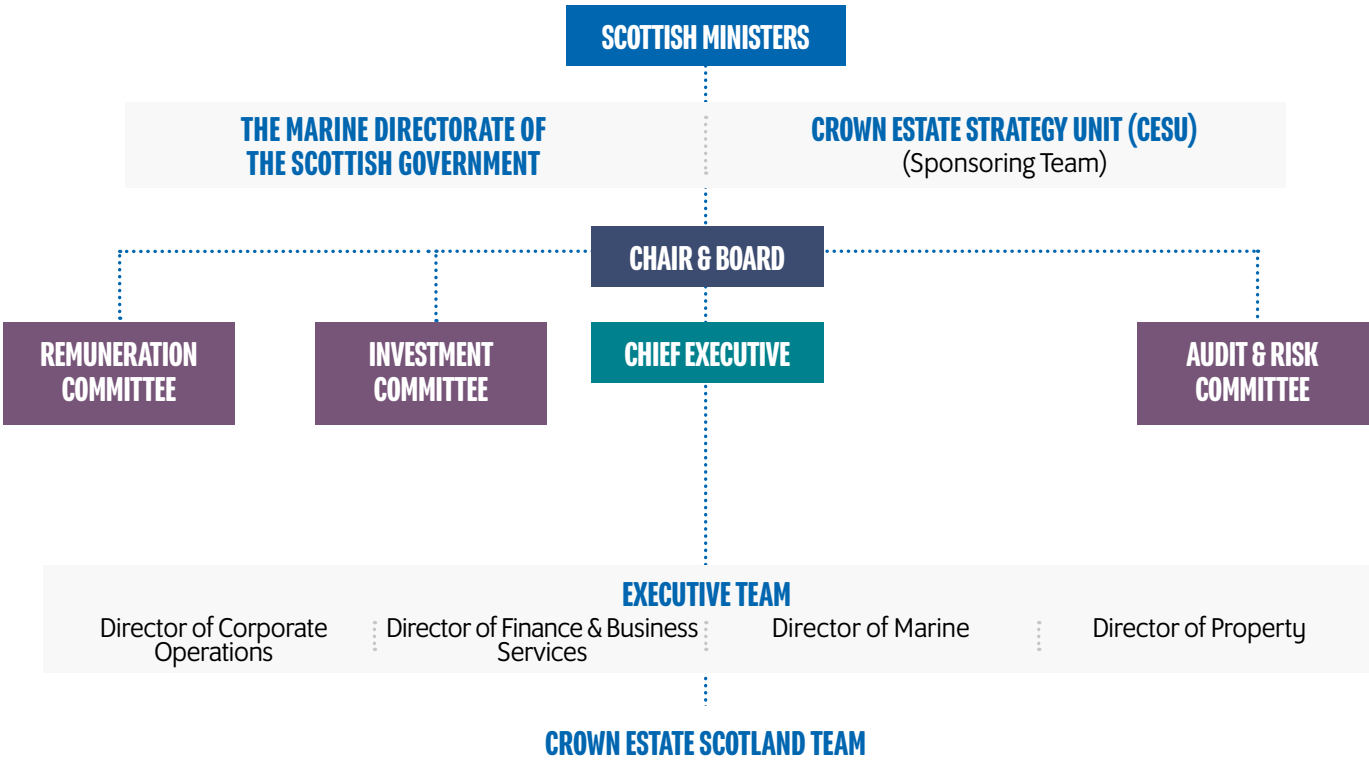 SCOTTISH MINISTERS
THE MARINE DIRECTORATE OF
THE SCOTTISH GOVERNMENT
CROWN ESTATE STRATEGY UNIT (CESU)
(Sponsoring Team)
CHAIR & BOARD
REMUNERATION
COMMITTEE
INVESTMENT
COMMITTEE
CHIEF EXECUTIVE
AUDIT & RISK
COMMITTEE
EXECUTIVE TEAM
Director of Corporate
Operations
Director of Finance & Business
Services
Director of Marine
Director of Property
CROWN ESTATE SCOTLAND TEAM